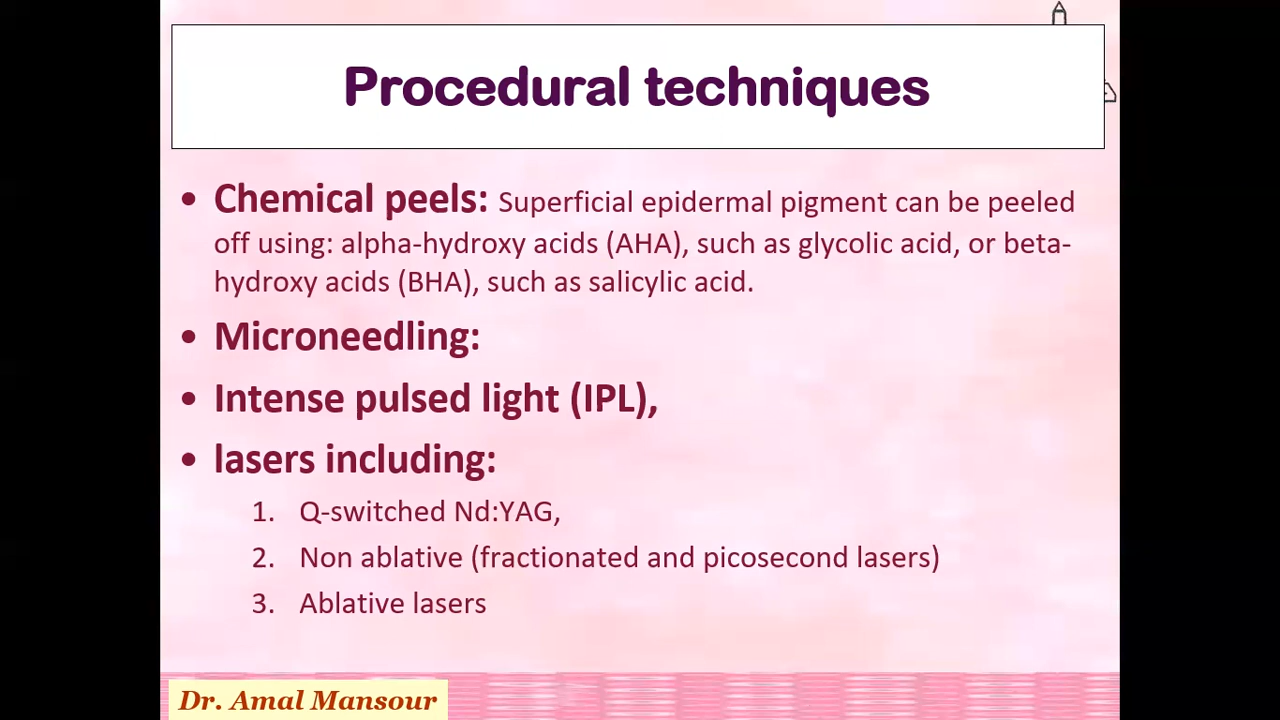 Procedural techniques
• Chemical peels: Superficial epidermal pigment can be peeled
off using: alpha-hydroxy acids (AHA), such as glycolic acid, or beta-
hydroxy acids (BHA), such as salicylic acid.
• Microneedling:
• Intense pulsed light (IPL),
• lasers including:
1. Q-switched Nd:YAG,
2. Non ablative (fractionated and picosecond lasers)
3. Ablative lasers
Dr. Amal Mansour